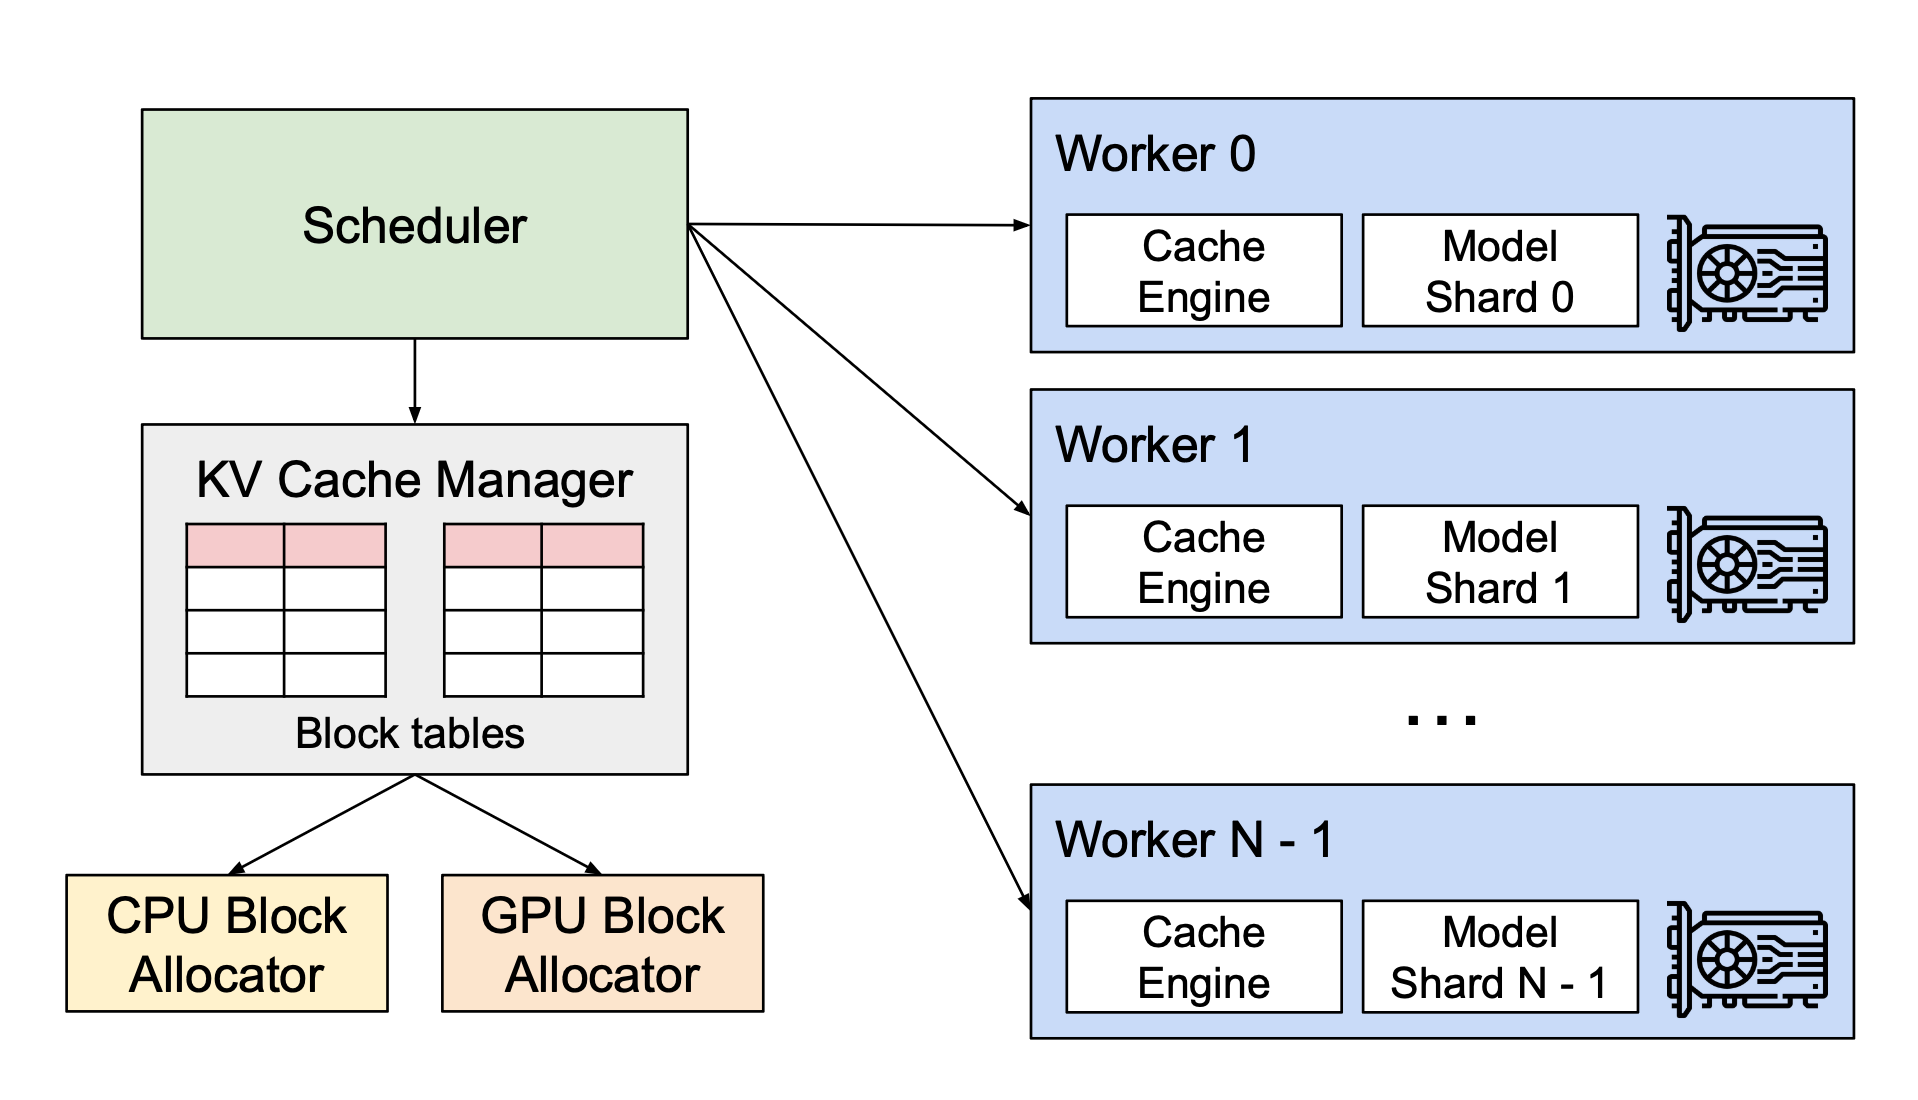 Scheduler
KV Cache Manager
Block tables
CPU Block
Allocator
GPU Block
Allocator
Worker 0
Cache
Engine
Model
Shard 0
Worker 1
Cache
Engine
Model
Shard 1
...
Worker N - 1
Cache
Engine
Model
Shard N - 1